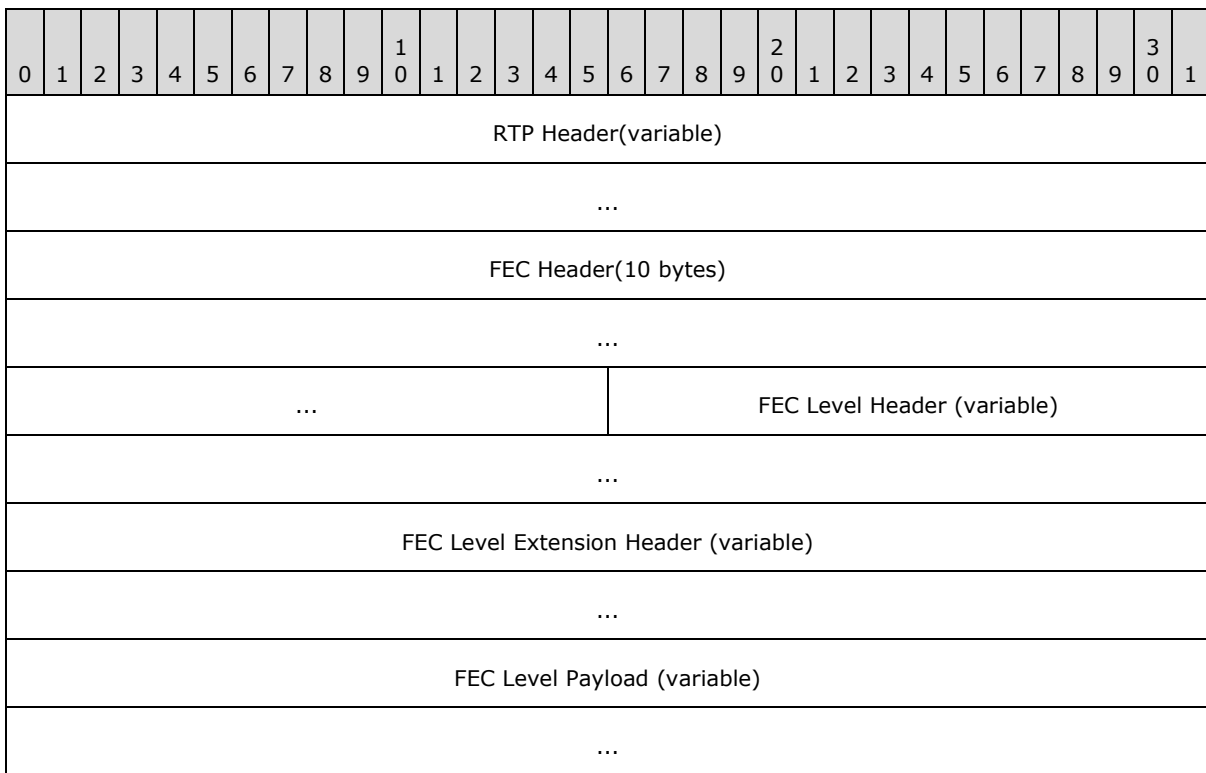 1 2 3
0 1 2 3 4 5 6 7 8 9 0 1 2 3 4 5 6 7 8 9 0 1 2 3 4 5 6 7 8 9 0 1
RTP Header(variable)
...
FEC Header(10 bytes)
...
... FEC Level Header (variable)
...
FEC Level Extension Header (variable)
...
FEC Level Payload (variable)
...